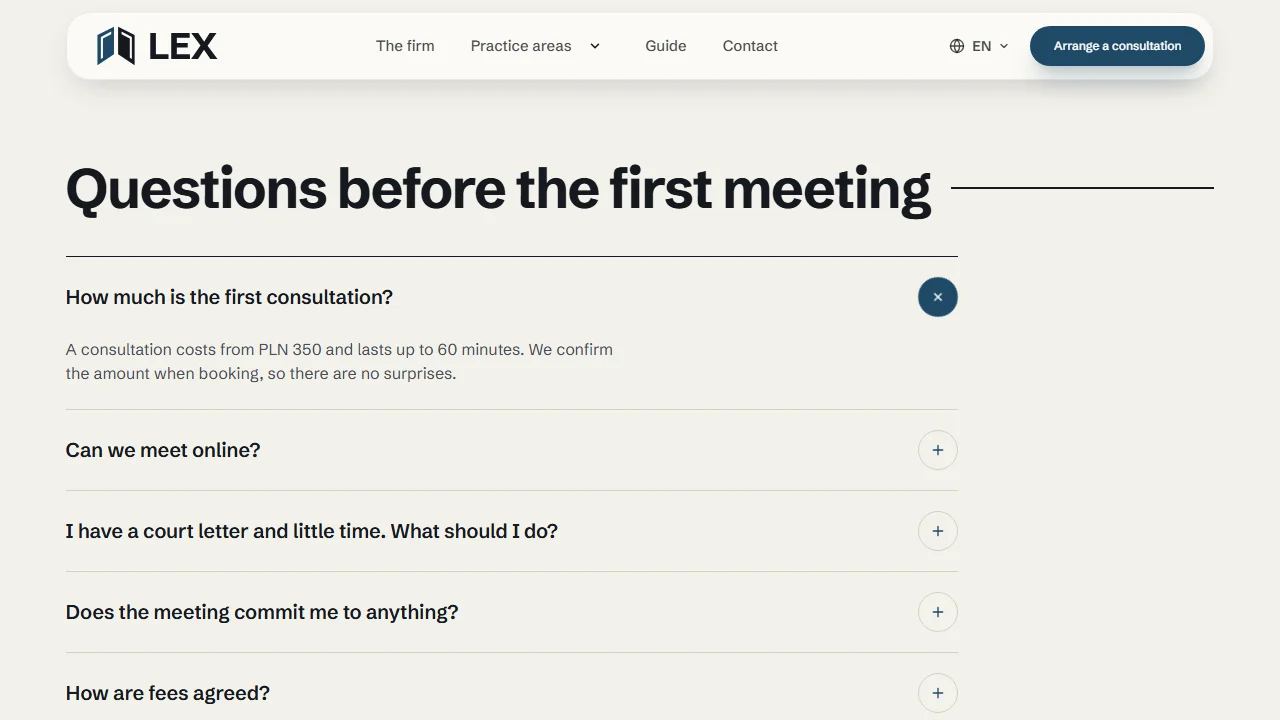 LEX
The firm
Practice areas
Guide
Contact
EN
Arrange a consultation
Questions before the first meeting
How much is the first consultation?
A consultation costs from PLN 350 and lasts up to 60 minutes. We confirm
the amount when booking, so there are no surprises.
Can we meet online?
I have a court letter and little time. What should I do?
Does the meeting commit me to anything?
How are fees agreed?